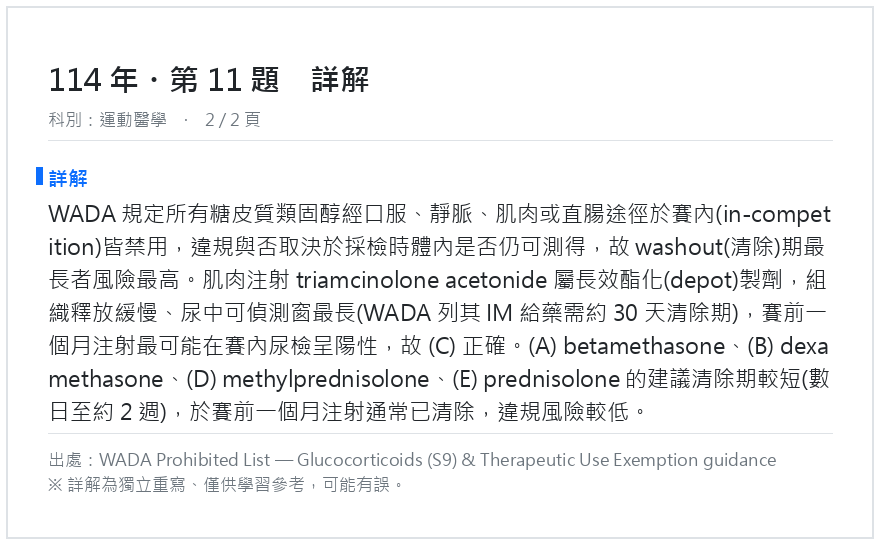 114 年・第 11 題　詳解
科別：運動醫學　·　2 / 2 頁
詳解
WADA 規定所有糖皮質類固醇經口服、靜脈、肌肉或直腸途徑於賽內(in-compet
ition)皆禁用，違規與否取決於採檢時體內是否仍可測得，故 washout(清除)期最
長者風險最高。肌肉注射 triamcinolone acetonide 屬長效酯化(depot)製劑，組
織釋放緩慢、尿中可偵測窗最長(WADA 列其 IM 給藥需約 30 天清除期)，賽前一
個月注射最可能在賽內尿檢呈陽性，故 (C) 正確。(A) betamethasone、(B) dexa
methasone、(D) methylprednisolone、(E) prednisolone 的建議清除期較短(數
日至約 2 週)，於賽前一個月注射通常已清除，違規風險較低。
出處：WADA Prohibited List — Glucocorticoids (S9) & Therapeutic Use Exemption guidance
※ 詳解為獨立重寫、僅供學習參考，可能有誤。